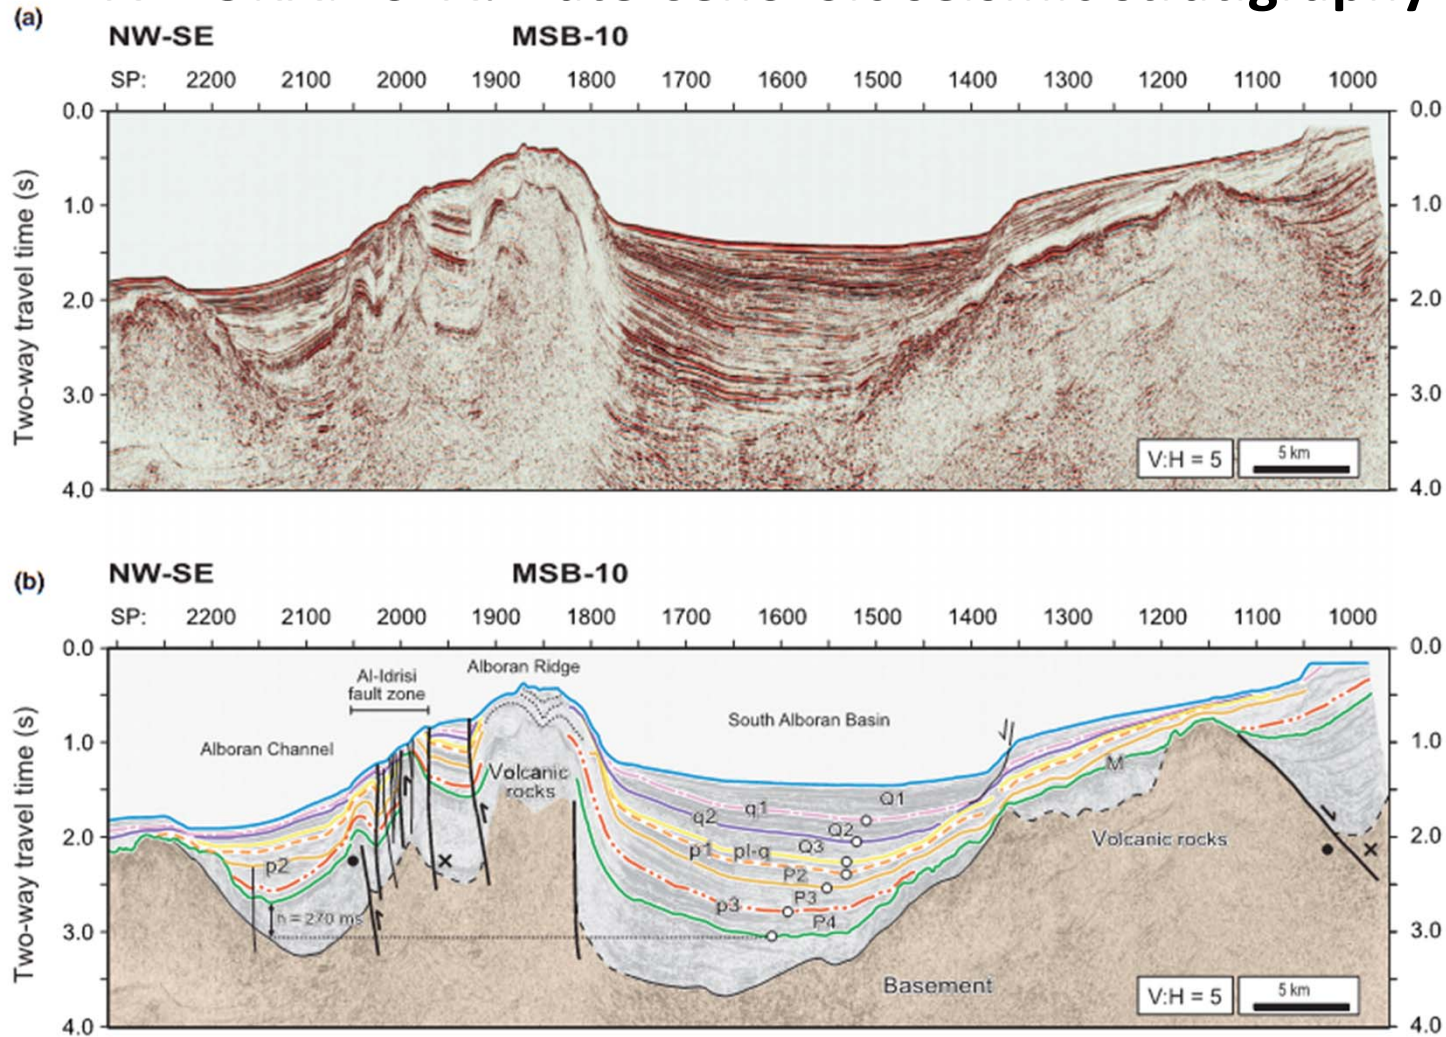 (a)
NW-SE MSB-10
SP: 2200 2100 2000 1900 1800 1700 1600 1500 1400 1300 1200 1100 1000
0.0 0.0
1.0 1.0
2.0 2.0
3.0 3.0
4.0 4.0
Two-way travel time (s)
V:H = 5 5 km
(b)
NW-SE MSB-10
SP: 2200 2100 2000 1900 1800 1700 1600 1500 1400 1300 1200 1100 1000
0.0 0.0
1.0 1.0
2.0 2.0
3.0 3.0
4.0 4.0
Two-way travel time (s)
Alboran Ridge
Al-Idrisi
fault zone
South Alboran Basin
Alboran Channel
M
Volcanic
rocks
Q1
q1
q2
Q2
Q3
p1 pl-q
Volcanic rocks
p2
P2
P3
p3
P4
h = 270 ms
Basement
V:H = 5 5 km